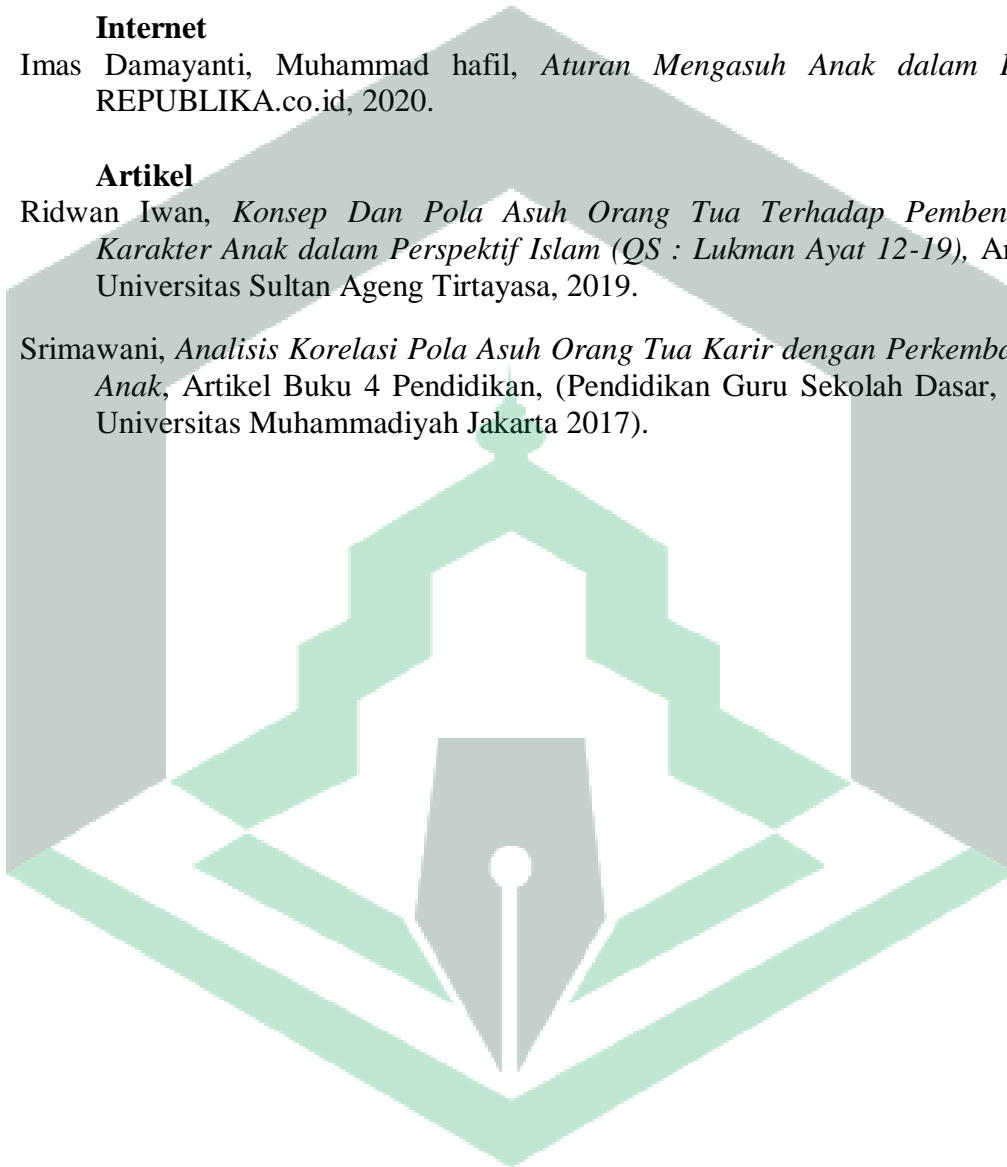 Internet
Imas Damayanti, Muhammad hafil, Aturan Mengasuh Anak dalam
REPUBLIKA.co.id, 2020.
Artikel
Ridwan Iwan, Konsep Dan Pola Asuh Orang Tua Terhadap
Karakter Anak dalam Perspektif Islam (QS : Lukman Ayat 12-19),
Universitas Sultan Ageng Tirtayasa, 2019.
Srimawani, Analisis Korelasi Pola Asuh Orang Tua Karir dengan
Anak, Artikel Buku 4 Pendidikan, (Pendidikan Guru Sekolah Dasar,
Universitas Muhammadiyah Jakarta 2017).